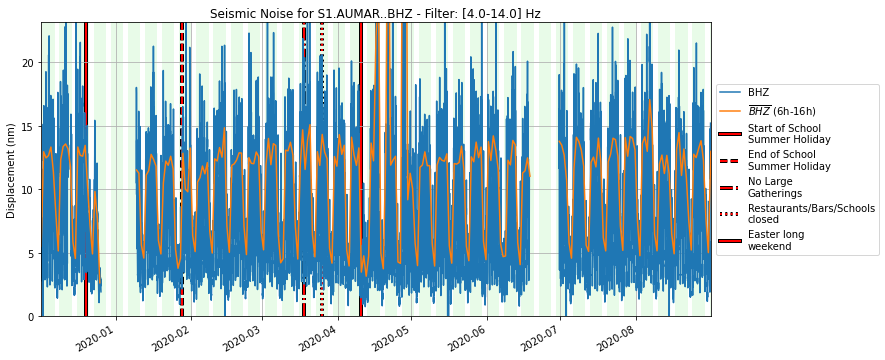 Seismic Noise for S1.AUMAR..BHZ - Filter: [4.0-14.0] Hz
Displacement (nm)
20
15
10
5
0
2020-01
2020-02
2020-03
2020-04
2020-05
2020-06
2020-07
2020-08
BHZ
BHZ (6h-16h)
Start of School
Summer Holiday
End of School
Summer Holiday
No Large
Gatherings
Restaurants/Bars/Schools
closed
Easter long
weekend